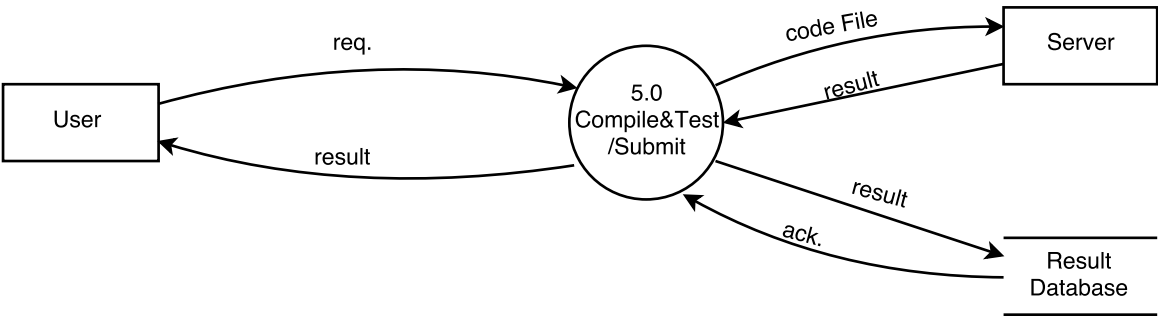 req.
code File
Server
User
5.0
Compile&Test
/Submit
result
result
result
ack.
Result
Database